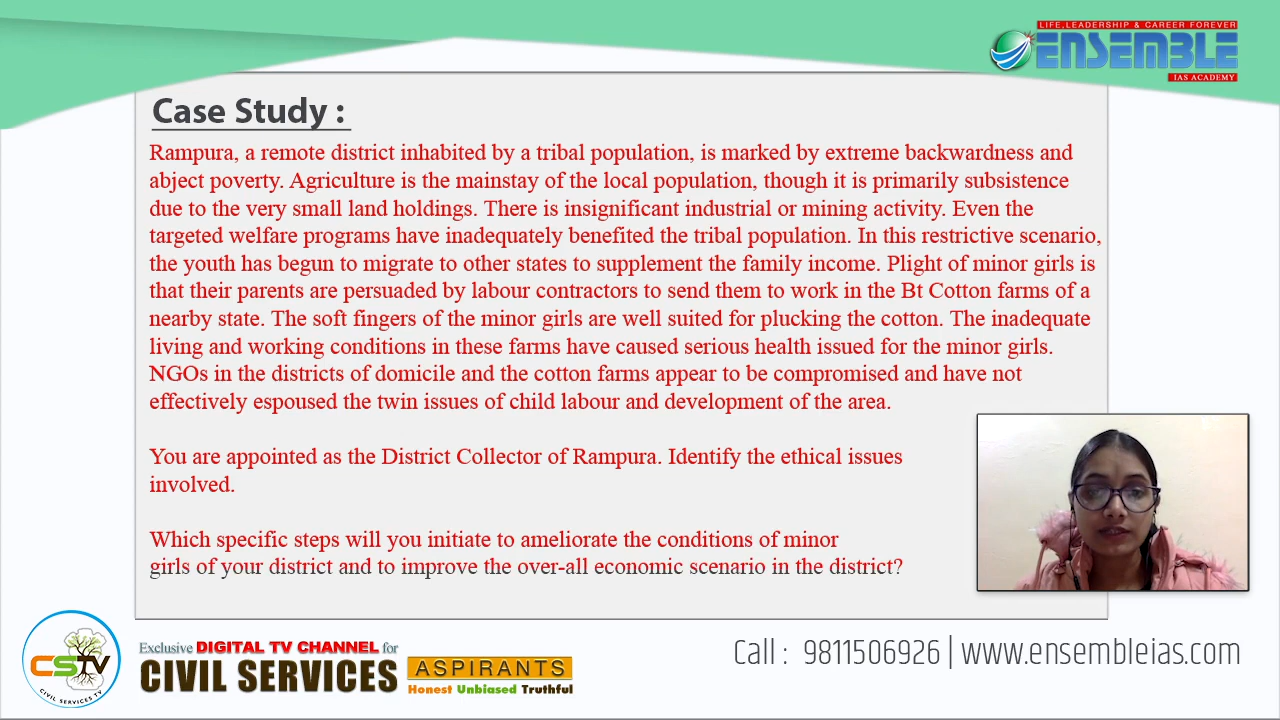 LIFE,LEADERSHIP & CAREER FOREVER
ENSEMBLE
IAS ACADEMY
Case Study :
Rampura, a remote district inhabited by a tribal population, is marked by extreme backwardness and
abject poverty. Agriculture is the mainstay of the local population, though it is primarily subsistence
due to the very small land holdings. There is insignificant industrial or mining activity. Even the
targeted welfare programs have inadequately benefited the tribal population. In this restrictive scenario,
the youth has begun to migrate to other states to supplement the family income. Plight of minor girls is
that their parents are persuaded by labour contractors to send them to work in the Bt Cotton farms of a
nearby state. The soft fingers of the minor girls are well suited for plucking the cotton. The inadequate
living and working conditions in these farms have caused serious health issued for the minor girls.
NGOs in the districts of domicile and the cotton farms appear to be compromised and have not
effectively espoused the twin issues of child labour and development of the area.
You are appointed as the District Collector of Rampura. Identify the ethical issues
involved.
Which specific steps will you initiate to ameliorate the conditions of minor
girls of your district and to improve the over-all economic scenario in the district?
CSTV
CIVIL SERVICES TV
Exclusive DIGITAL TV CHANNEL for
CIVIL SERVICES ASPIRANTS
Honest Unbiased Truthful
Call : 9811506926 | www.ensembleias.com